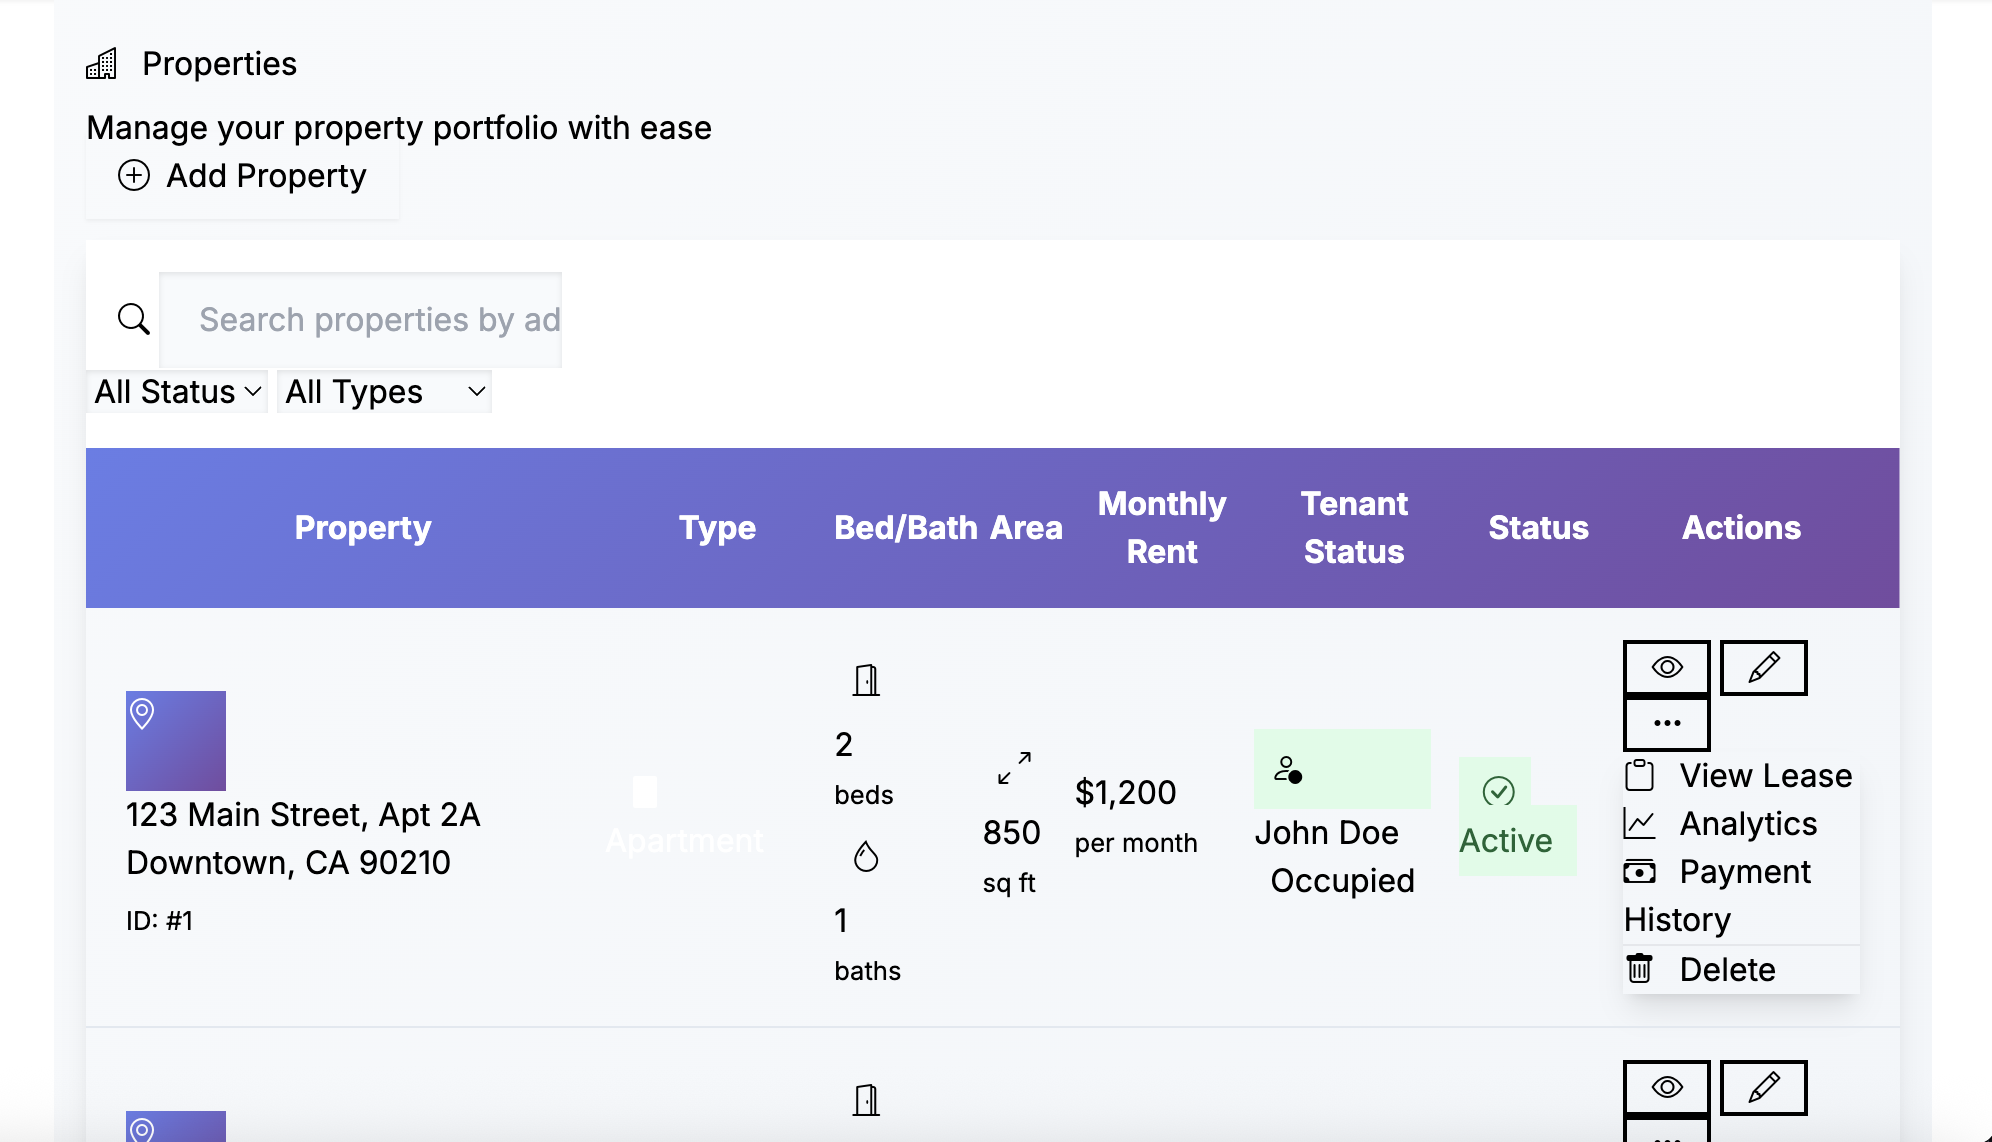 Properties
Manage your property portfolio with ease
Add Property
Search properties by ad
All Status
All Types
Property
Type
Bed/Bath
Area
Monthly
Rent
Tenant
Status
Status
Actions
123 Main Street, Apt 2A
Downtown, CA 90210
ID: #1
Apartment
2
beds
1
baths
850
sq ft
$1,200
per month
John Doe
Occupied
Active
View Lease
Analytics
Payment
History
Delete